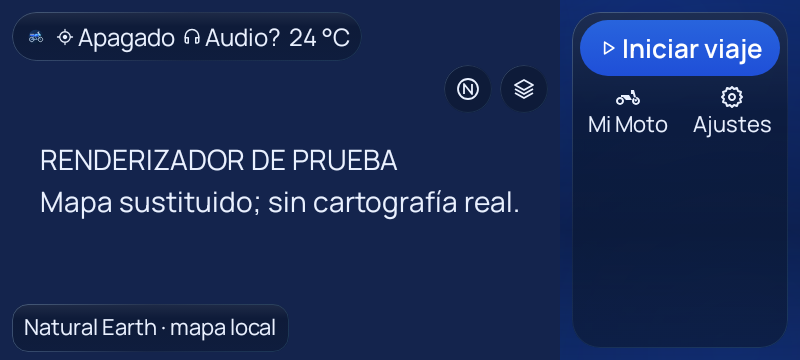 Apagado Audio? 24 °C
N
RENDERIZADOR DE PRUEBA
Mapa sustituido; sin cartografía real.
Natural Earth · mapa local
Iniciar viaje
Mi Moto Ajustes